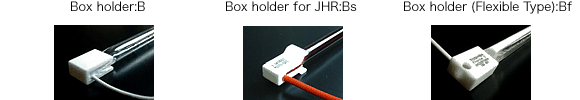 Box holder:B
Box holder for JHR:Bs
Box holder (Flexible Type):Bf